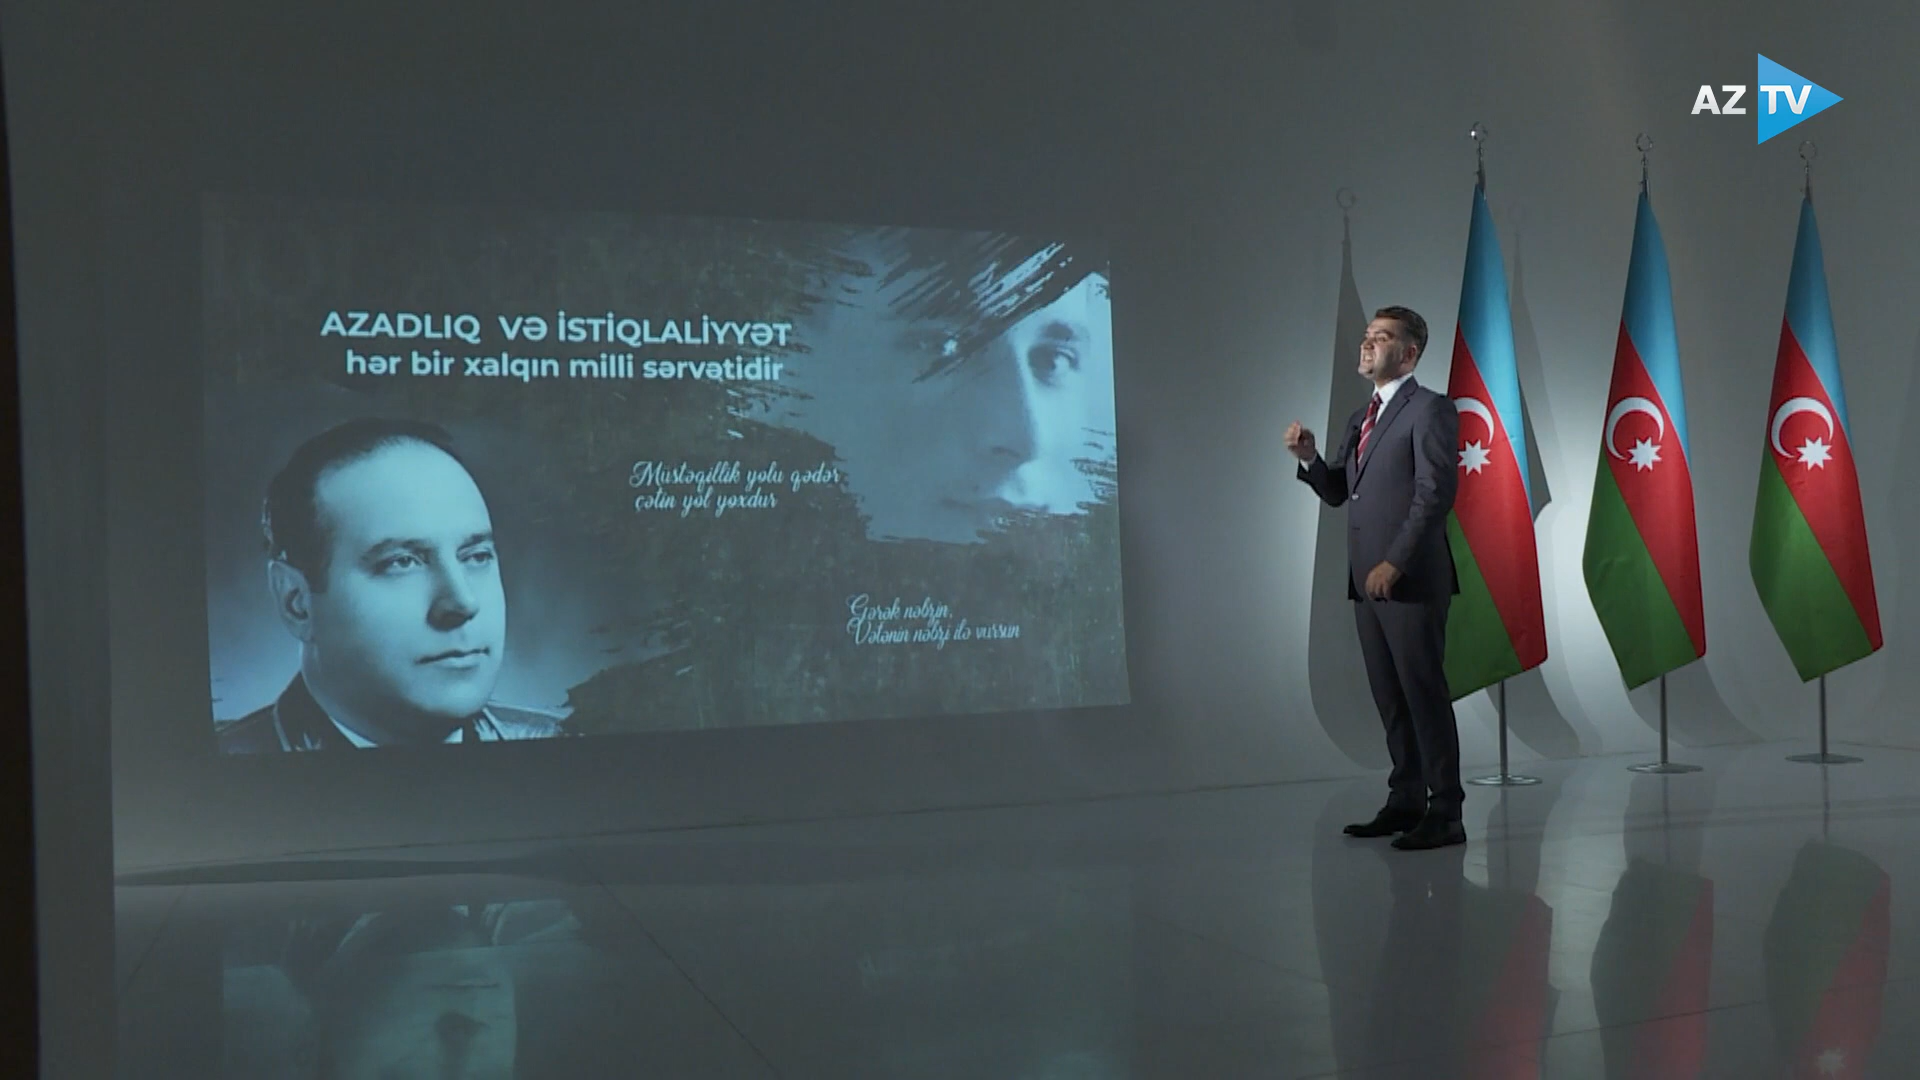 AZ TV
AZADLIQ VƏ İSTİQLALİYYƏT
hər bir xalqın milli sərvətidir
Müstəqillik yolu qədər
çətin yol yoxdur
Gərək nəbzin,
Vətənin nəbzi ilə vursun